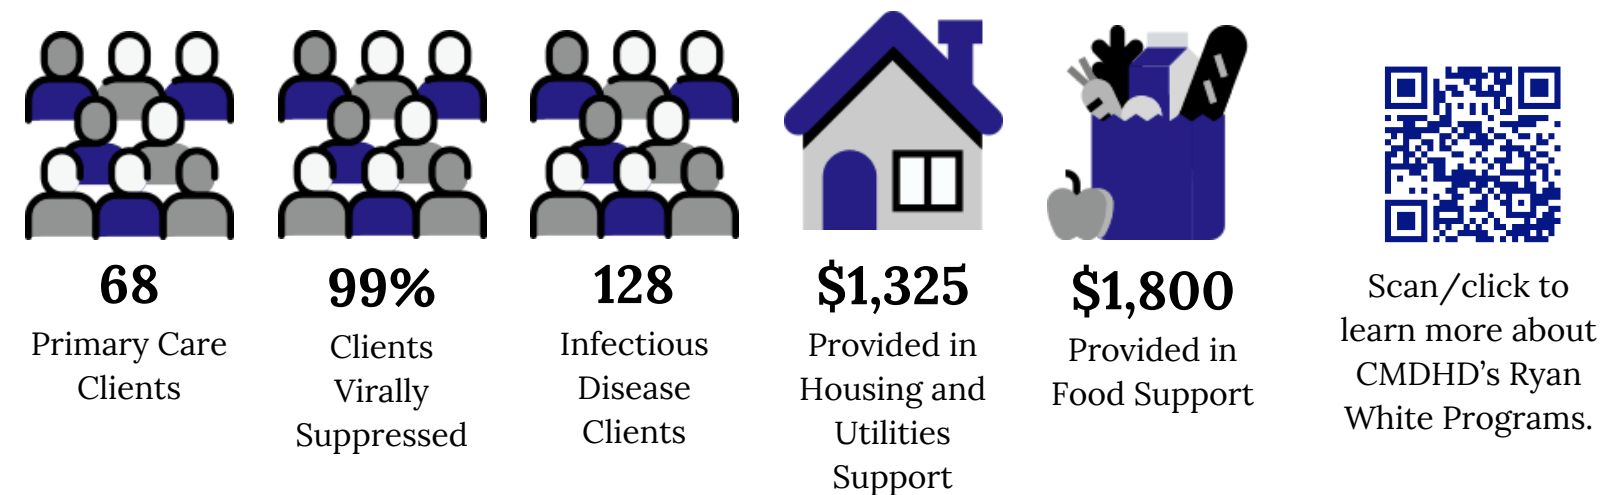 68
Primary Care
Clients
99%
Clients
Virally
Suppressed
128
Infectious
Disease
Clients
$1,325
Provided in
Housing and
Utilities
Support
$1,800
Provided in
Food Support
Scan/click to
learn more about
CMDHD’s Ryan
White Programs.